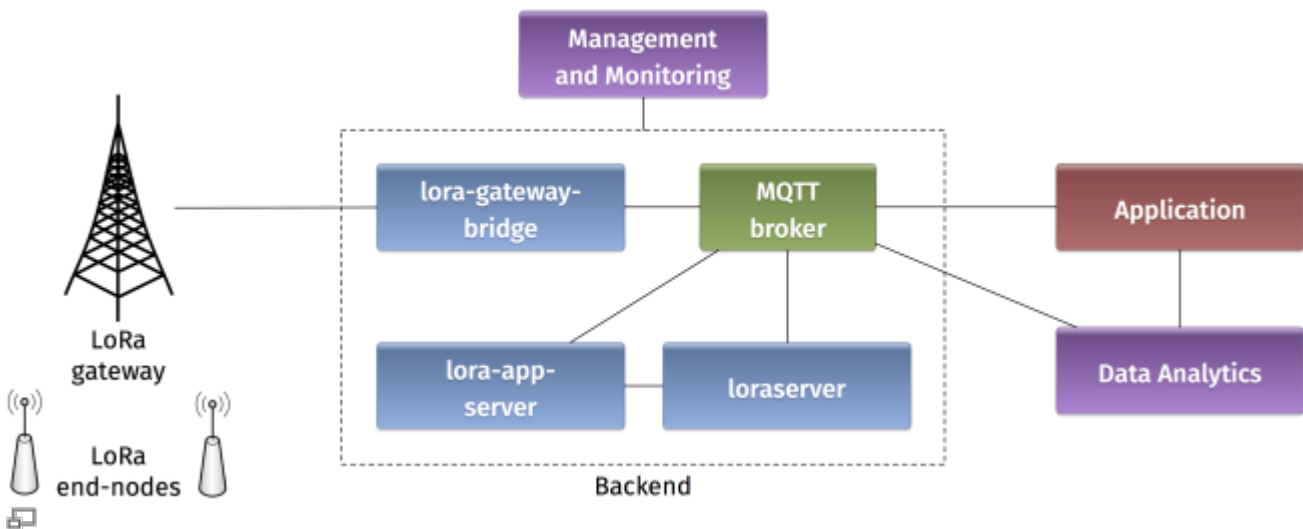 Management
and Monitoring
lora-gateway-
bridge
MQTT
broker
Application
LoRa
gateway
lora-app-
server
loraserver
Data Analytics
LoRa
end-nodes
Backend